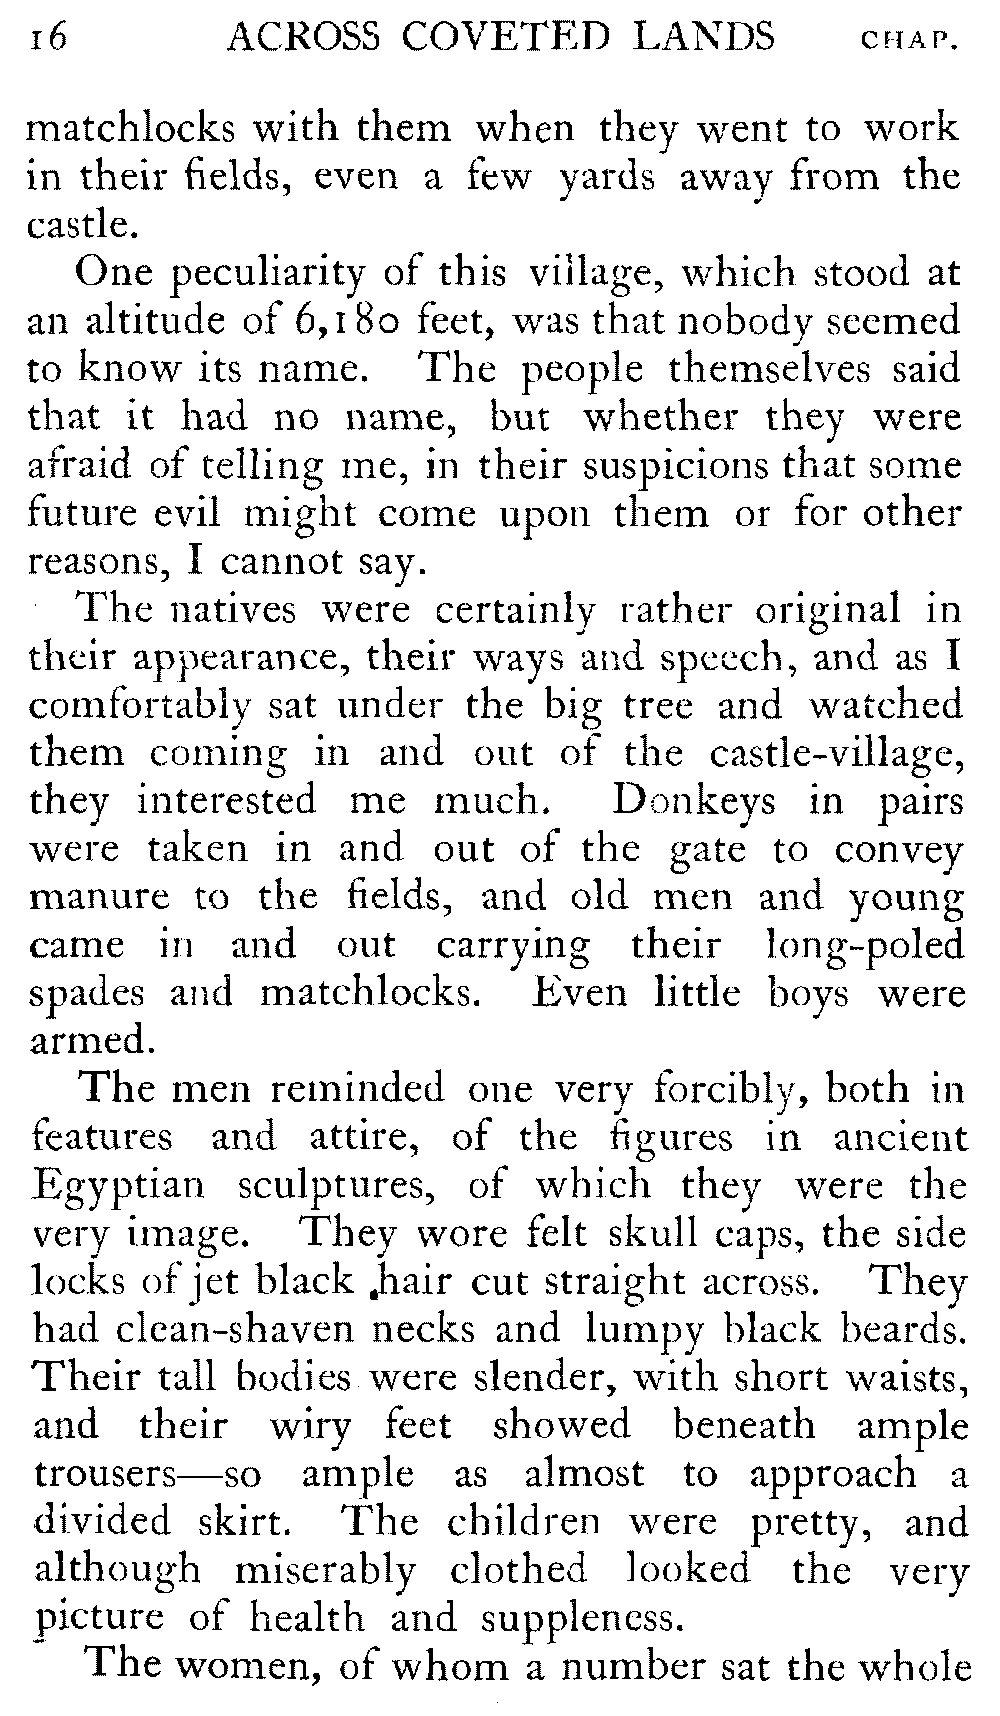 16 ACROSS COVETED LANDS CHAP.
matchlocks with them when they went to work
in their fields, even a few yards away from the
castle.
One peculiarity of this village, which stood at
an altitude of 6,180 feet, was that nobody seemed
to know its name. The people themselves said
that it had no name, but whether they were
afraid of telling me, in their suspicions that some
future evil might come upon them or for other
reasons, I cannot say.
The natives were certainly rather original in
their appearance, their ways and speech, and as I
comfortably sat under the big tree and watched
them coming in and out of the castle-village,
they interested me much. Donkeys in pairs
were taken in and out of the gate to convey
manure to the fields, and old men and young
came in and out carrying their long-poled
spades and matchlocks. Even little boys were
armed.
The men reminded one very forcibly, both in
features and attire, of the figures in ancient
Egyptian sculptures, of which they were the
very image. They wore felt skull caps, the side
locks of jet black hair cut straight across. They
had clean-shaven necks and lumpy black beards.
Their tall bodies were slender, with short waists,
and their wiry feet showed beneath ample
trousers—so ample as almost to approach a
divided skirt. The children were pretty, and
although miserably clothed looked the very
picture of health and suppleness.
The women, of whom a number sat the whole